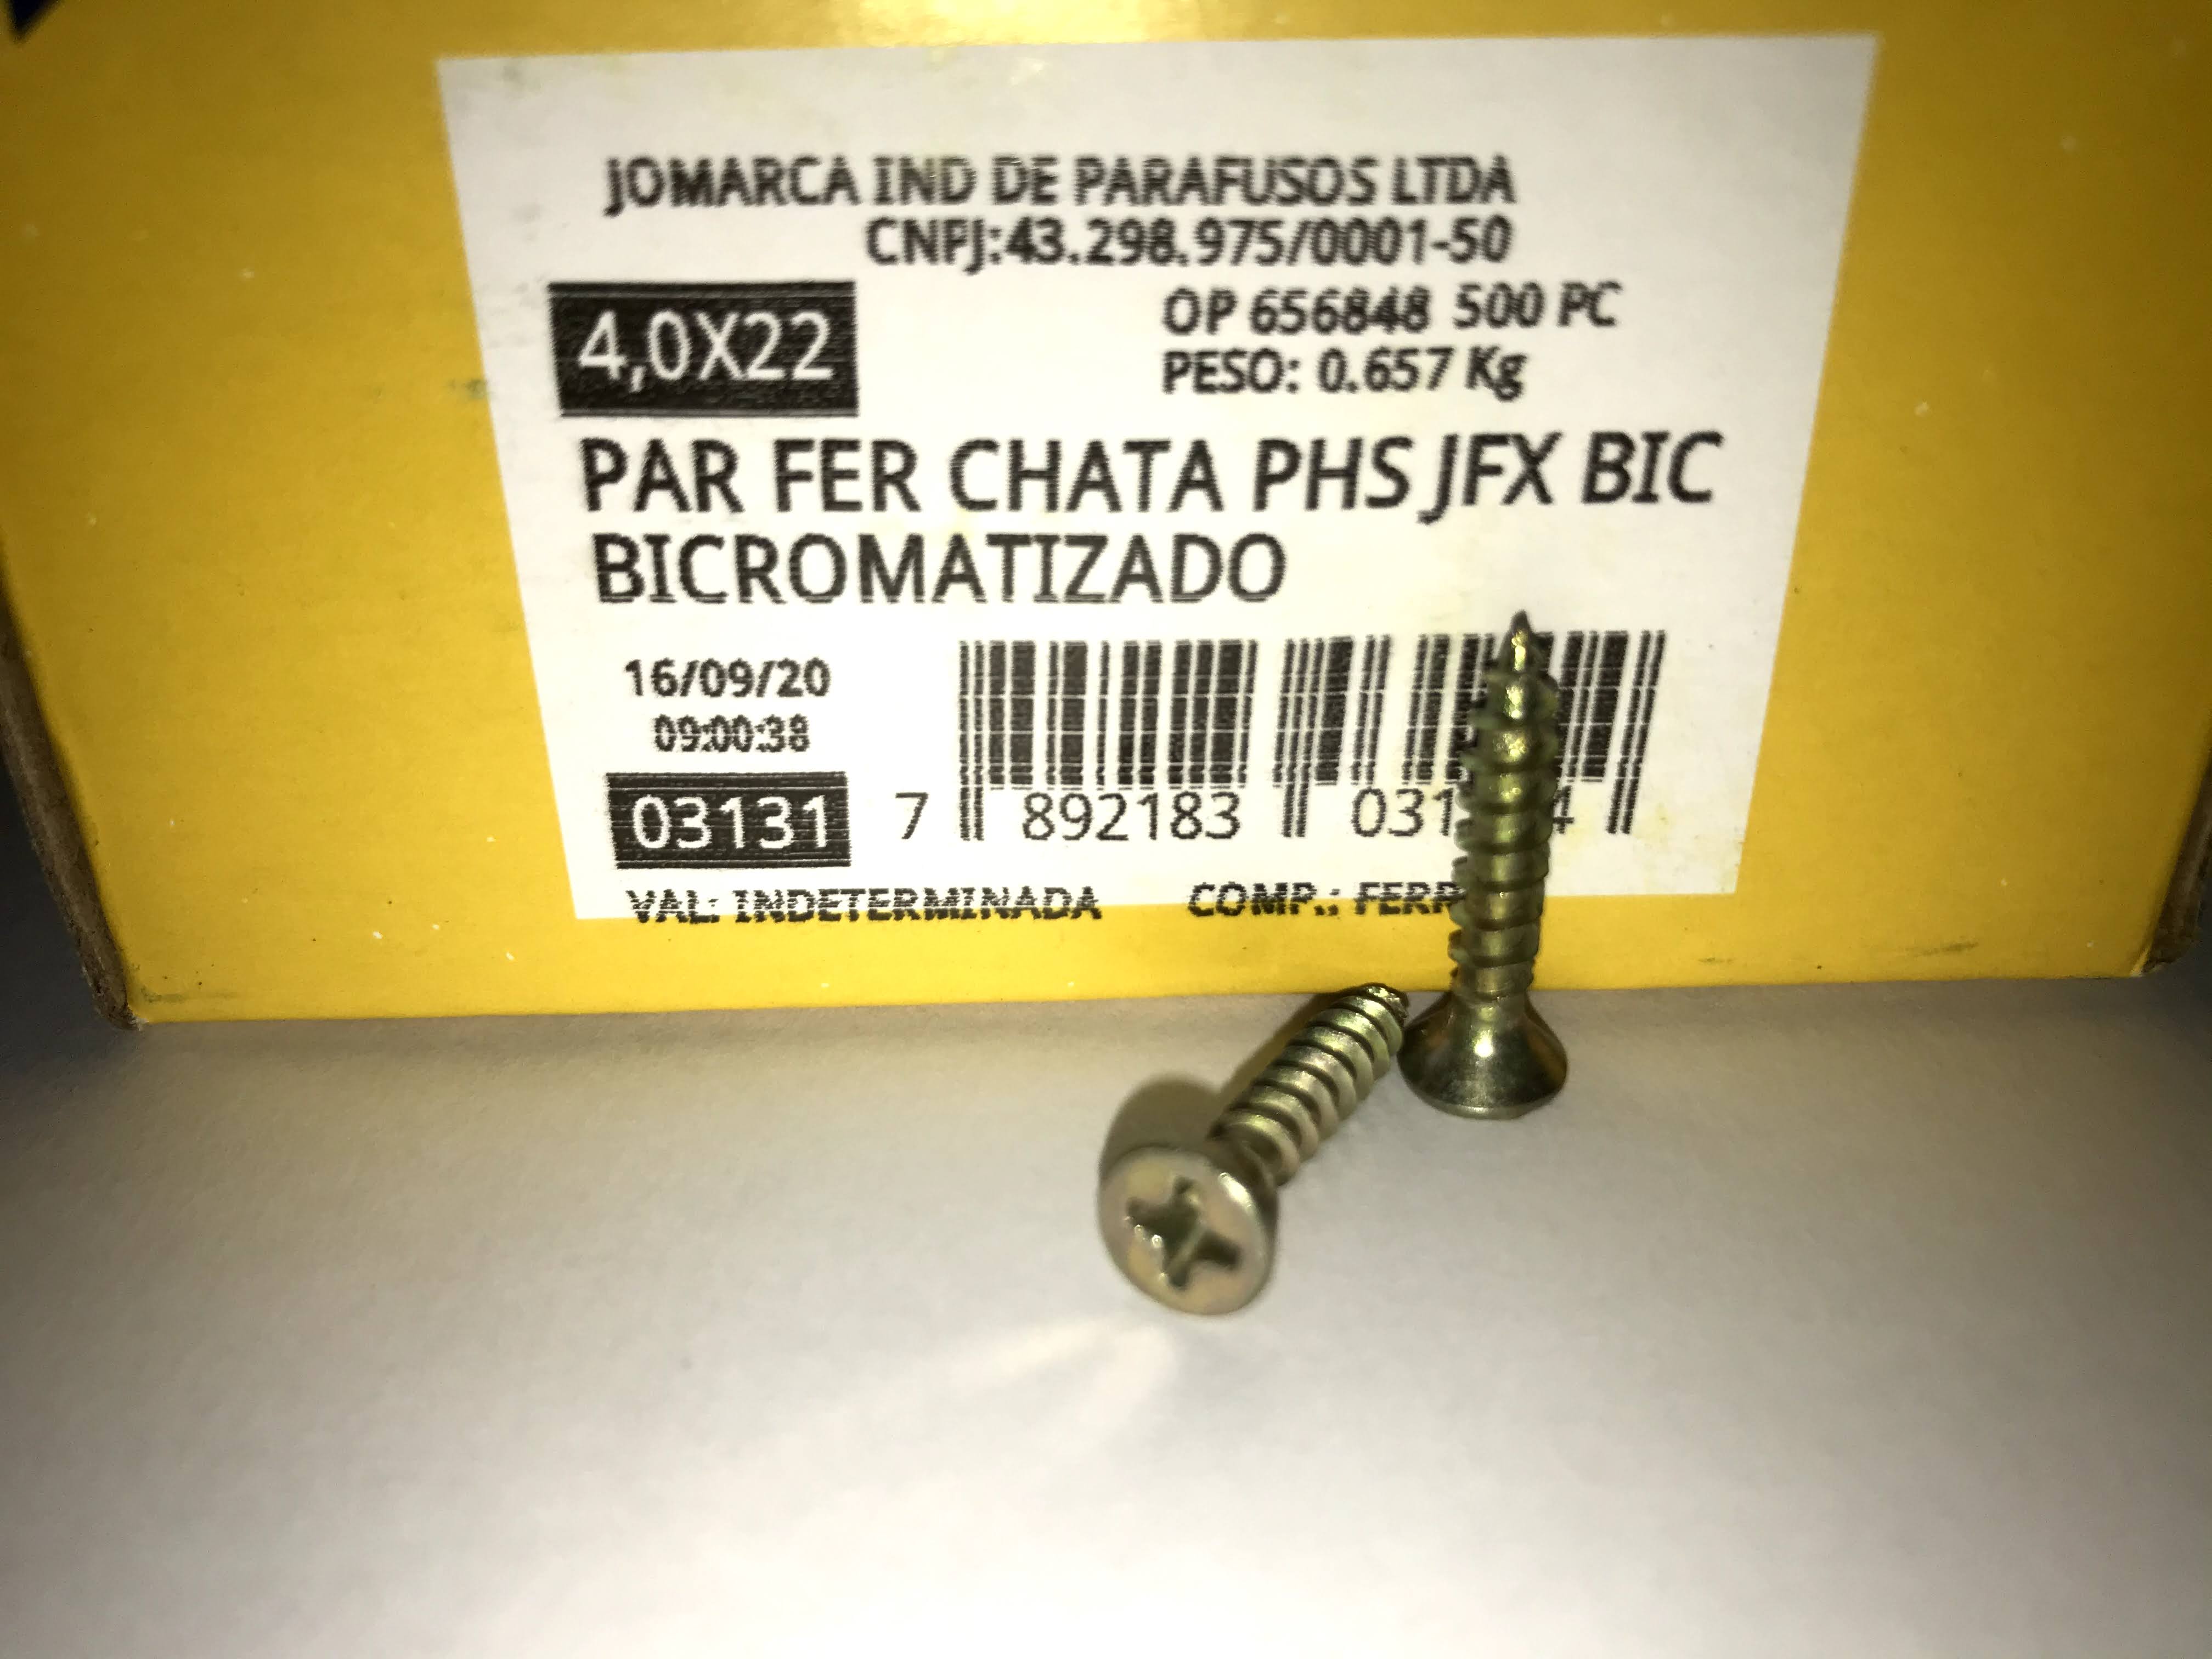 JOMARCA IND DE PARAFUSOS LTDA
CNPJ:43.298.975/0001-50
4,0X22
OP 656848 500 PC
PESO: 0.657 Kg
PAR FER CHATA PHS JFX BIC
BICROMATIZADO
16/09/20
09:00:38
03131
7 892183 031
VAL: INDETERMINADA COMP.: